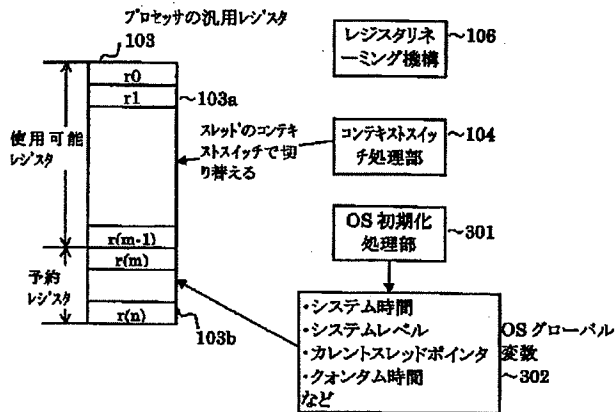 プロセッサの汎用レジスタ
103
r0
r1
103a
使用可能
レジスタ
スレッドのコンテキ
ストスイッチで切
り替える
r(m-1)
r(m)
予約
レジスタ
r(n)
103b
レジスタリネ
ーミング機構
106
コンテキストスイッ
チ処理部
104
OS 初期化
処理部
301
・システム時間
・システムレベル
・カレントスレッドポインタ
・クォンタム時間
など
OS グローバル
変数
302